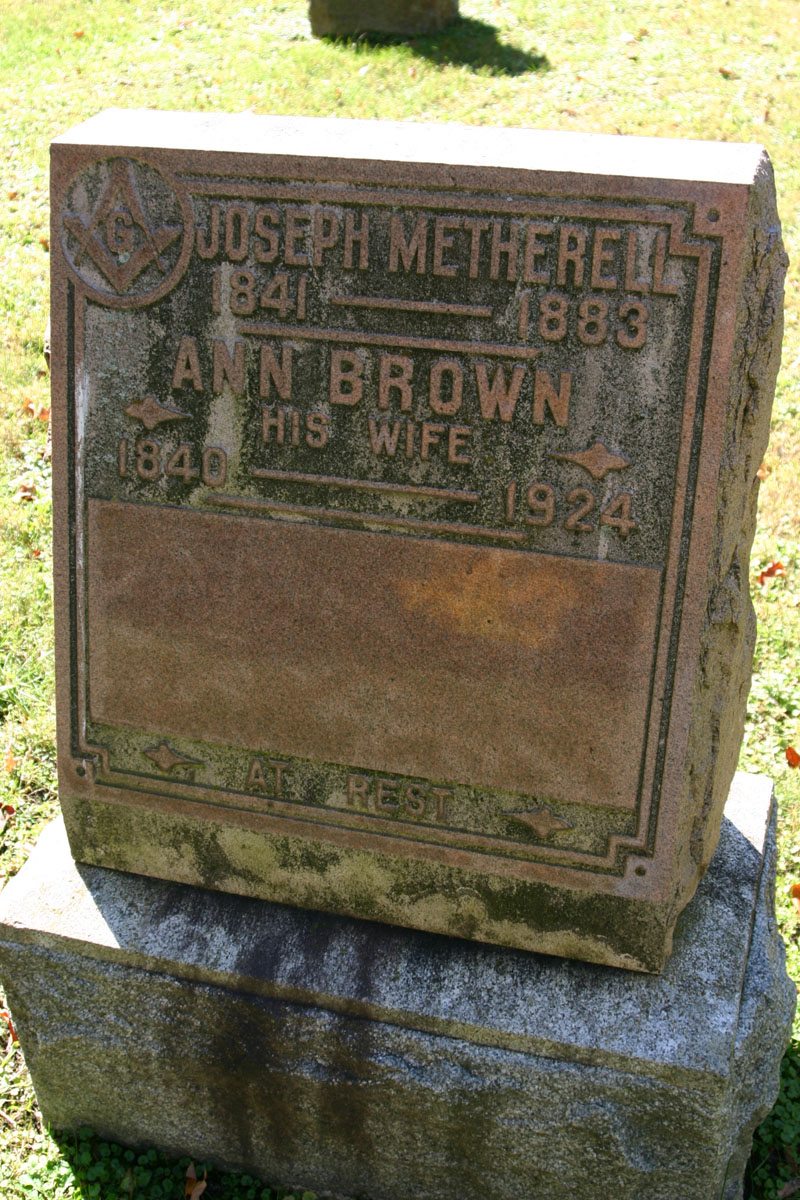 G
JOSEPH METHERELL
1841 — 1883
ANN BROWN
HIS WIFE
1840 — 1924
AT REST